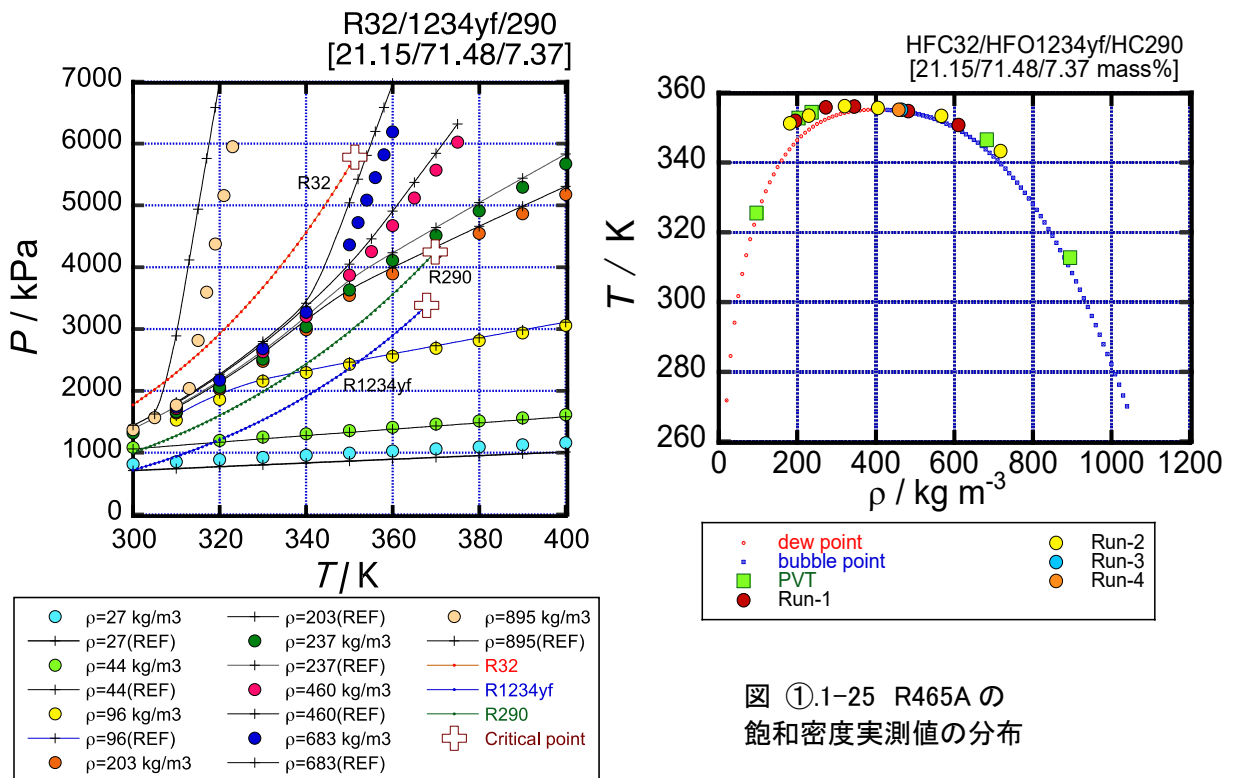 R32/1234yf/290
[21.15/71.48/7.37]
7000
6000
5000
4000
3000
2000
1000
0
P / kPa
R32
R290
R1234yf
300 320 340 360 380 400
T / K
ρ=27 kg/m3
ρ=27(REF)
ρ=44 kg/m3
ρ=44(REF)
ρ=96 kg/m3
ρ=96(REF)
ρ=203 kg/m3
ρ=203(REF)
ρ=237 kg/m3
ρ=237(REF)
ρ=460 kg/m3
ρ=460(REF)
ρ=683 kg/m3
ρ=683(REF)
ρ=895 kg/m3
ρ=895(REF)
R32
R1234yf
R290
Critical point
HFC32/HFO1234yf/HC290
[21.15/71.48/7.37 mass%]
360
340
320
300
280
260
T / K
0 200 400 600 800 1000 1200
ρ / kg m-3
dew point
bubble point
PVT
Run-1
Run-2
Run-3
Run-4
図 ①.1-25 R465A の
飽和密度実測値の分布